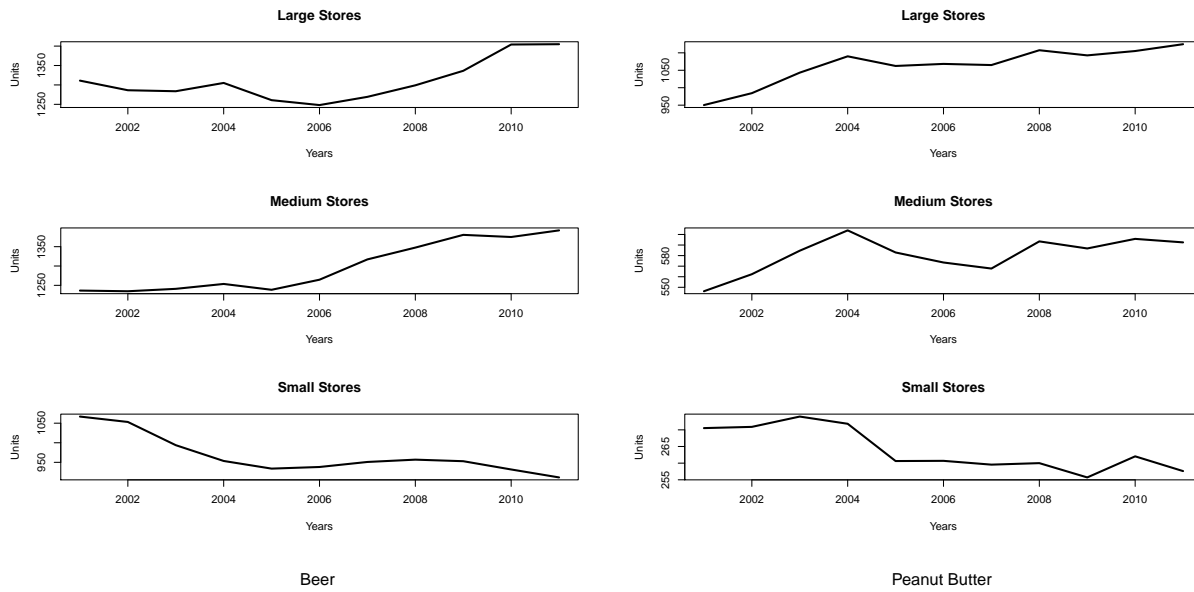 Large Stores
Units
1250
1350
2002 2004 2006 2008 2010
Years
Medium Stores
Units
1250
1350
2002 2004 2006 2008 2010
Years
Small Stores
Units
950
1050
2002 2004 2006 2008 2010
Years
Beer
Large Stores
Units
950
1050
2002 2004 2006 2008 2010
Years
Medium Stores
Units
550
580
2002 2004 2006 2008 2010
Years
Small Stores
Units
255
265
2002 2004 2006 2008 2010
Years
Peanut Butter